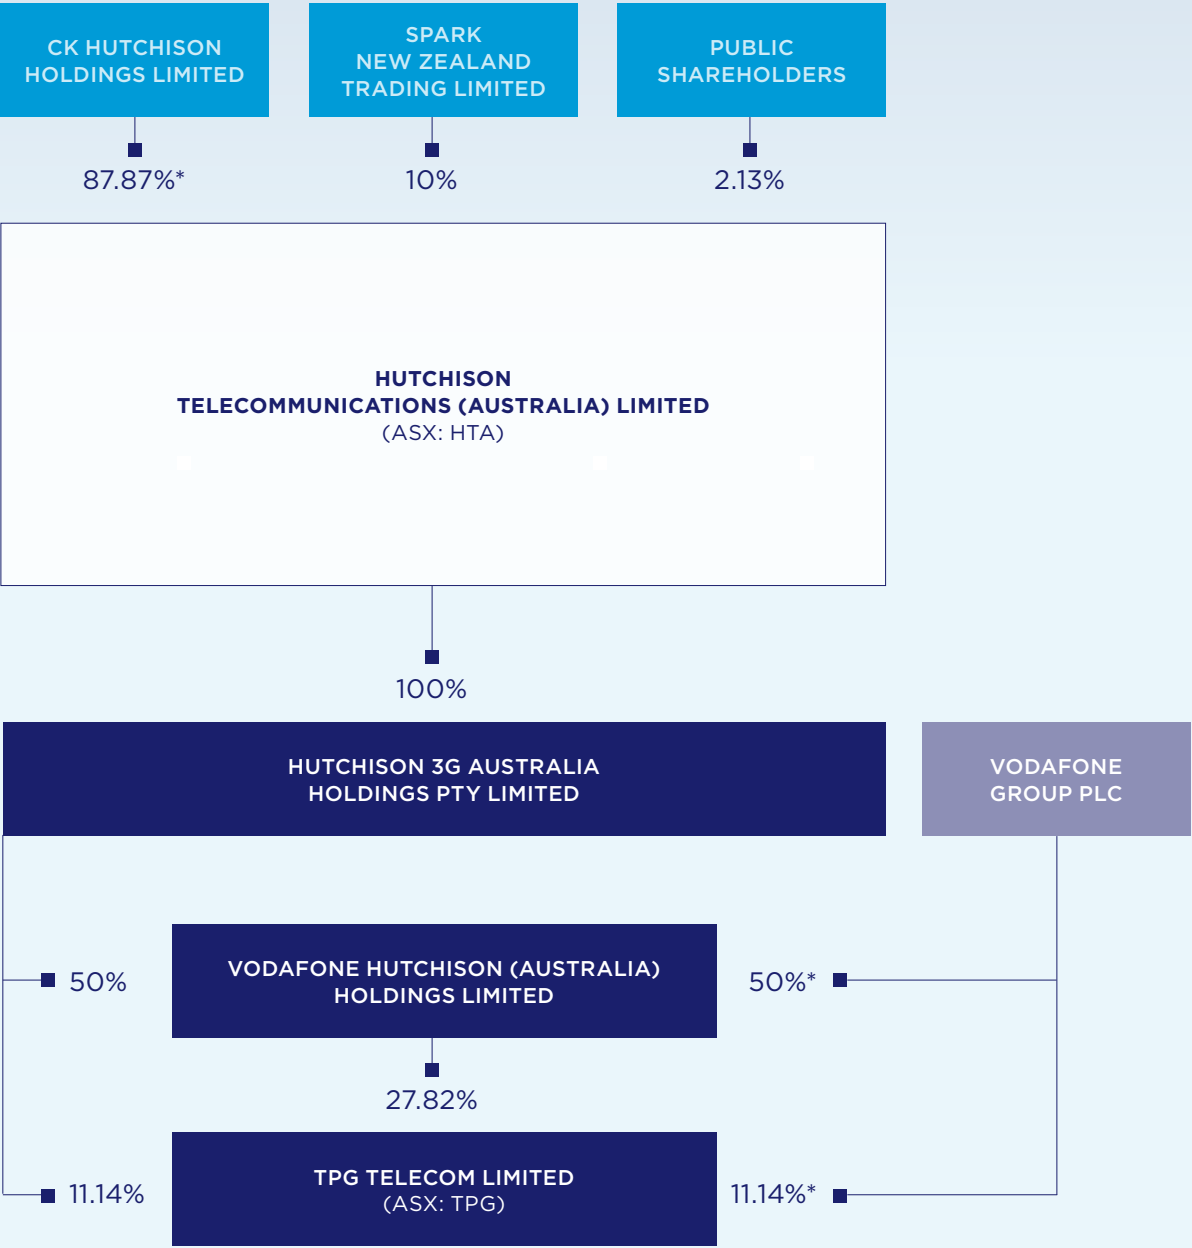 CK HUTCHISON
HOLDINGS LIMITED
SPARK
NEW ZEALAND
TRADING LIMITED
PUBLIC
SHAREHOLDERS
87.87%*
10%
2.13%
HUTCHISON
TELECOMMUNICATIONS (AUSTRALIA) LIMITED
(ASX: HTA)
100%
HUTCHISON 3G AUSTRALIA
HOLDINGS PTY LIMITED
VODAFONE
GROUP PLC
50%
VODAFONE HUTCHISON (AUSTRALIA)
HOLDINGS LIMITED
50%*
27.82%
11.14%
TPG TELECOM LIMITED
(ASX: TPG)
11.14%*